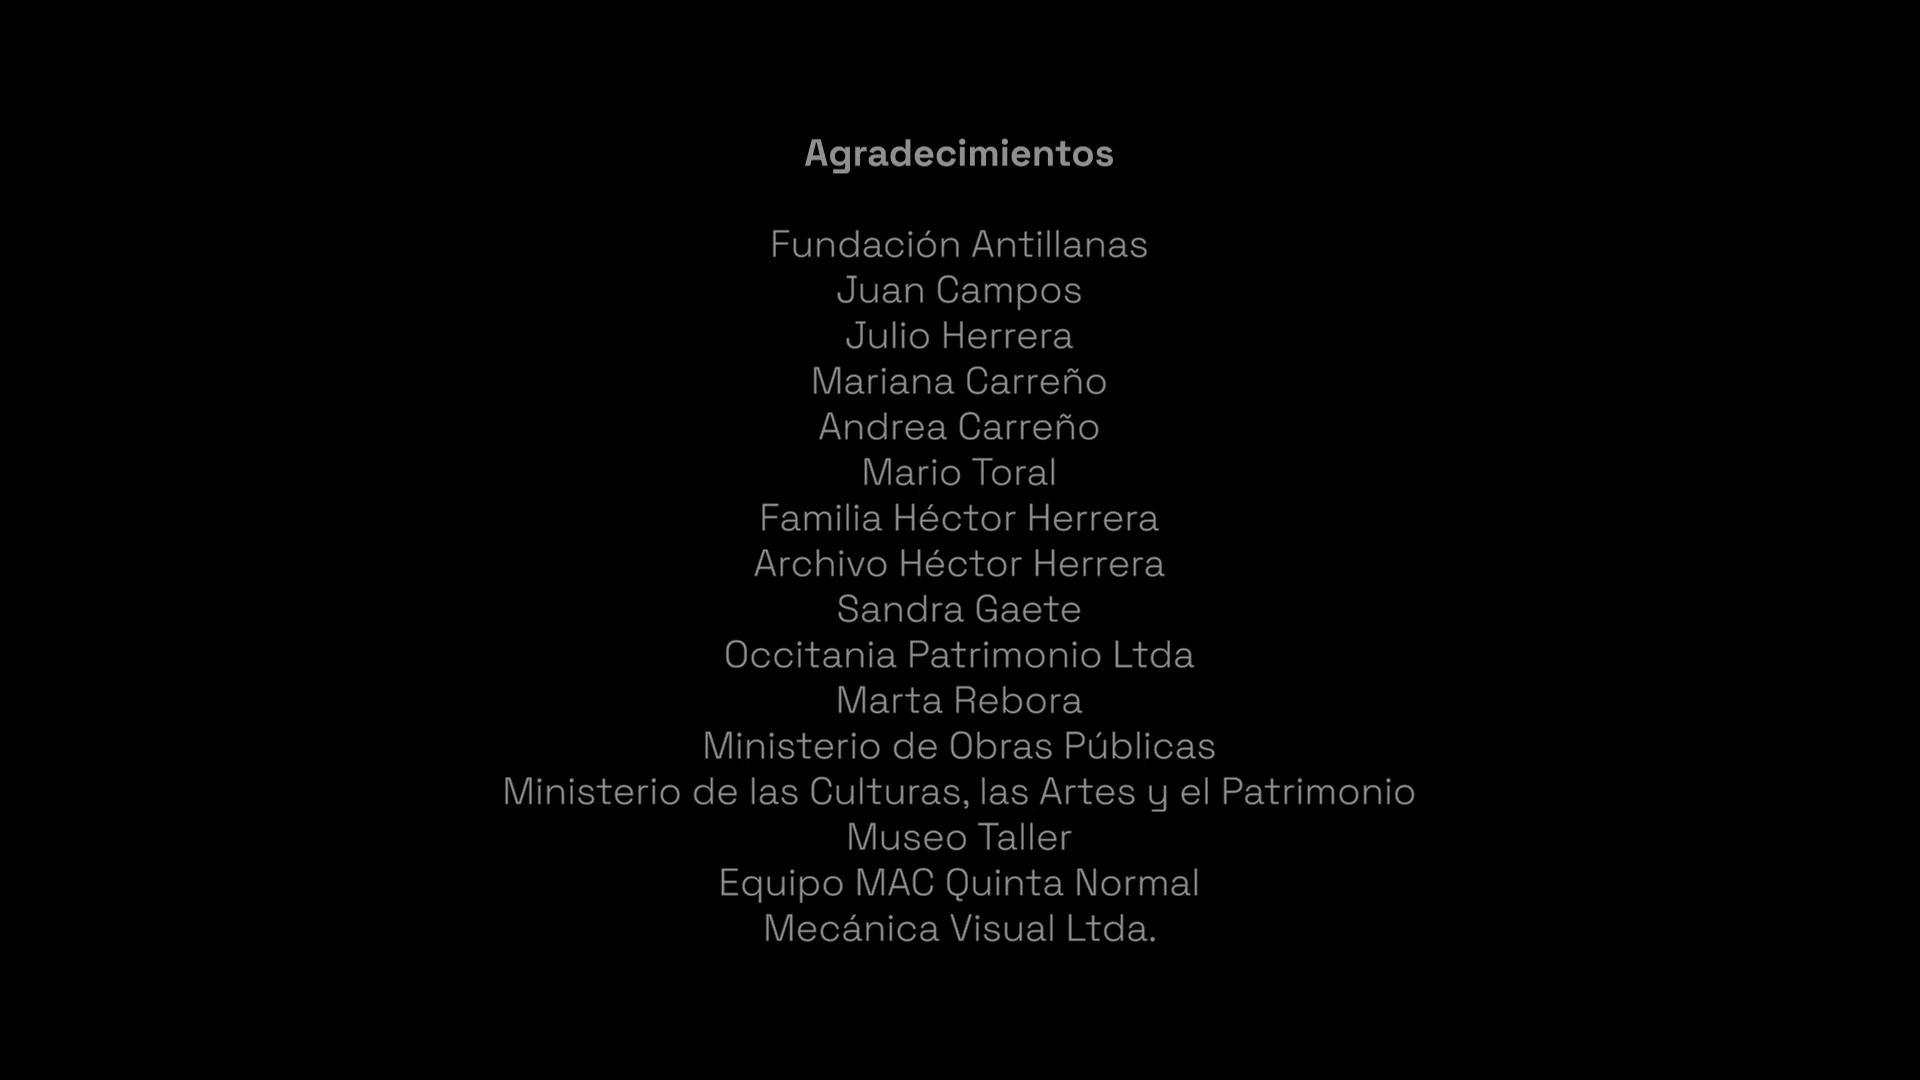 Agradecimientos
Fundación Antillanas
Juan Campos
Julio Herrera
Mariana Carreño
Andrea Carreño
Mario Toral
Familia Héctor Herrera
Archivo Héctor Herrera
Sandra Gaete
Occitania Patrimonio Ltda
Marta Rebora
Ministerio de Obras Públicas
Ministerio de las Culturas, las Artes y el Patrimonio
Museo Taller
Equipo MAC Quinta Normal
Mecánica Visual Ltda.